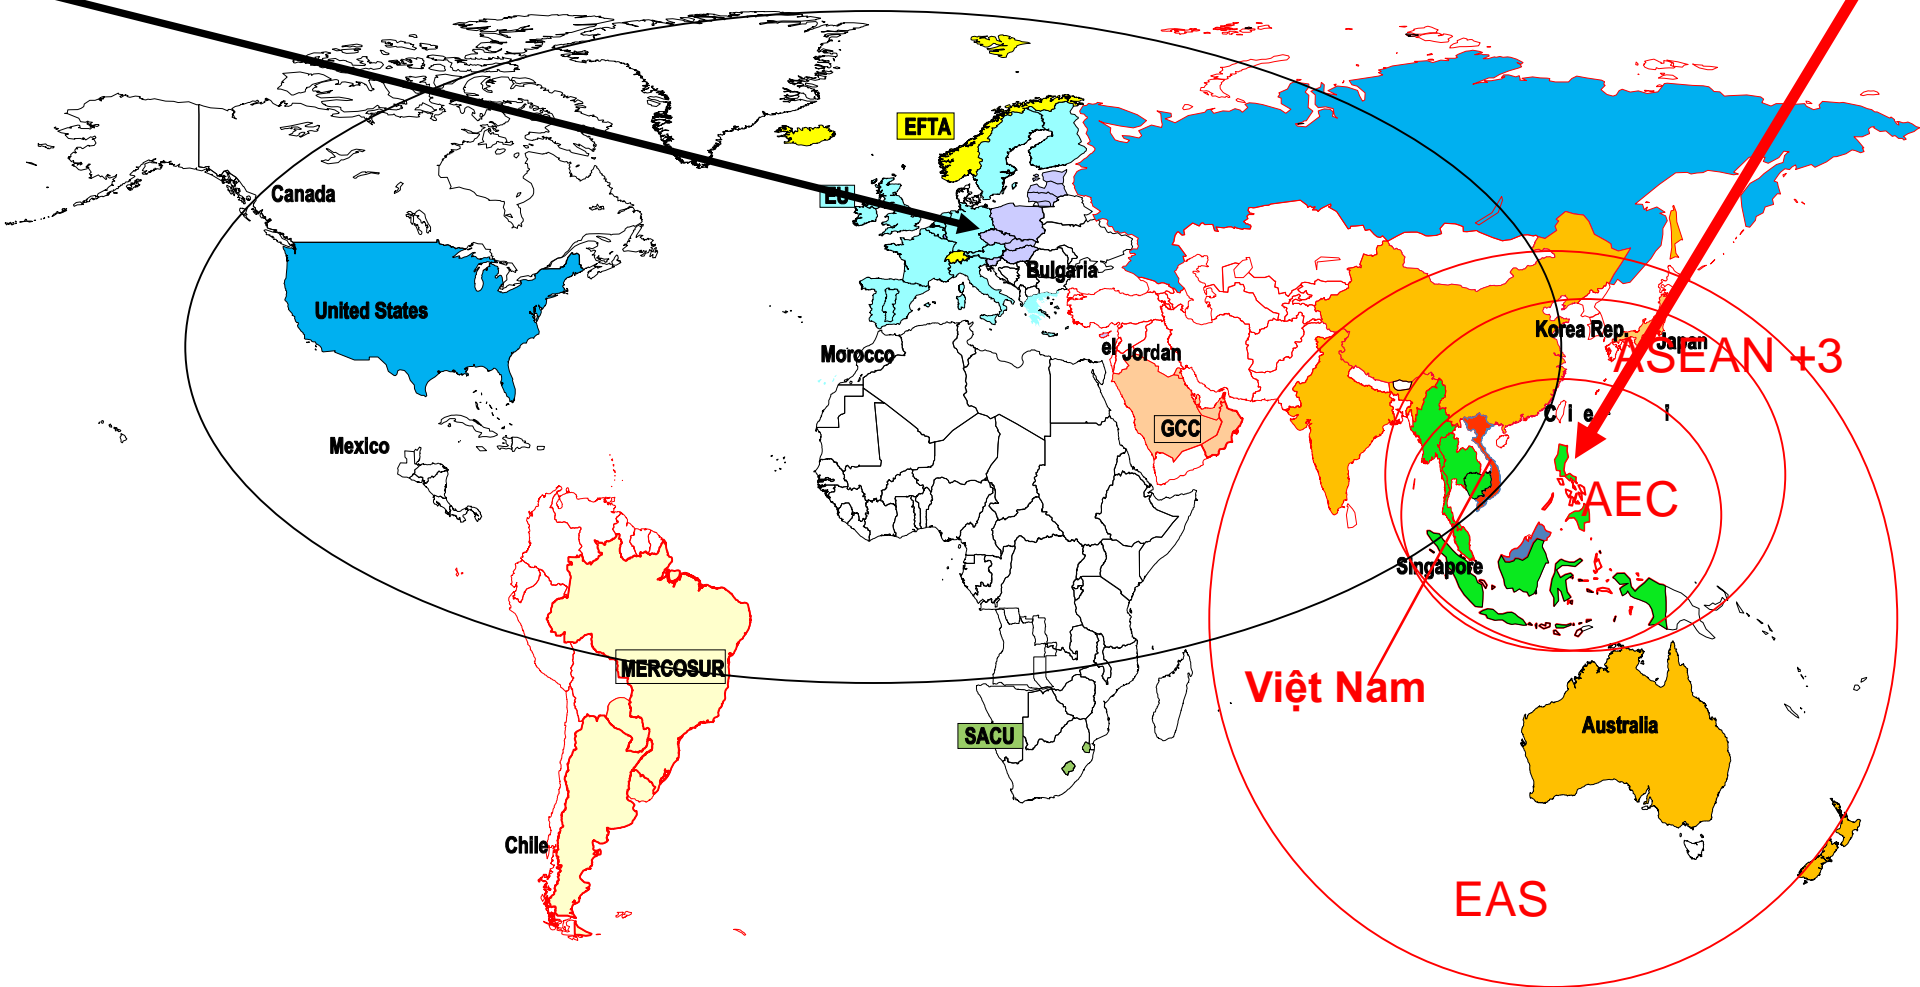 EFTA
EU
Canada
Bulgaria
United States
Korea Rep.
Japan
Morocco
el
Jordan
ASEAN +3
C i e i
GCC
Mexico
AEC
Singapore
MERCOSUR
Việt Nam
SACU
Australia
Chile
EAS